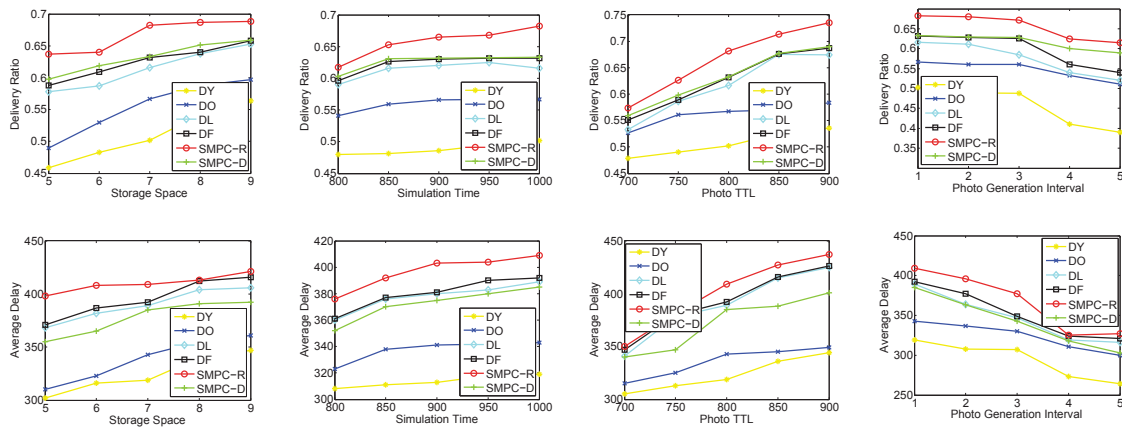 0.7
0.65
0.6
0.55
0.5
0.45
Delivery Ratio
5 6 7 8 9
Storage Space
DY
DO
DL
DF
SMPC−R
SMPC−D
0.7
0.65
0.6
0.55
0.5
0.45
Delivery Ratio
800 850 900 950 1000
Simulation Time
DY
DO
DL
DF
SMPC−R
SMPC−D
0.75
0.7
0.65
0.6
0.55
0.5
0.45
Delivery Ratio
700 750 800 850 900
Photo TTL
DY
DO
DL
DF
SMPC−R
SMPC−D
0.65
0.6
0.55
0.5
0.45
0.4
0.35
Delivery Ratio
1 2 3 4 5
Photo Generation Interval
DY
DO
DL
DF
SMPC−R
SMPC−D
450
400
350
300
Average Delay
5 6 7 8 9
Storage Space
DY
DO
DL
DF
SMPC−R
SMPC−D
420
400
380
360
340
320
300
Average Delay
800 850 900 950 1000
Simulation Time
DY
DO
DL
DF
SMPC−R
SMPC−D
450
400
350
300
Average Delay
700 750 800 850 900
Photo TTL
DY
DO
DL
DF
SMPC−R
SMPC−D
450
400
350
300
250
Average Delay
1 2 3 4 5
Photo Generation Interval
DY
DO
DL
DF
SMPC−R
SMPC−D